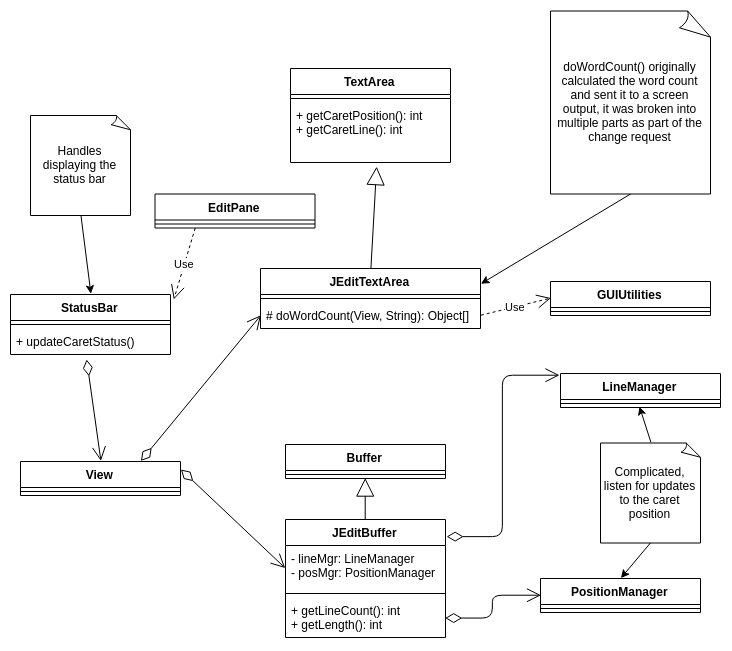 doWordCount() originally
calculated the word count
and sent it to a screen
output, it was broken into
multiple parts as part of the
change request
TextArea
+ getCaretPosition(): int
+ getCaretLine(): int
Handles
displaying the
status bar
EditPane
Use
JEditTextArea
# doWordCount(View, String): Object[]
Use
GUIUtilities
StatusBar
+ updateCaretStatus()
LineManager
View
Buffer
Complicated,
listen for updates
to the caret
position
JEditBuffer
- lineMgr: LineManager
- posMgr: PositionManager
+ getLineCount(): int
+ getLength(): int
PositionManager